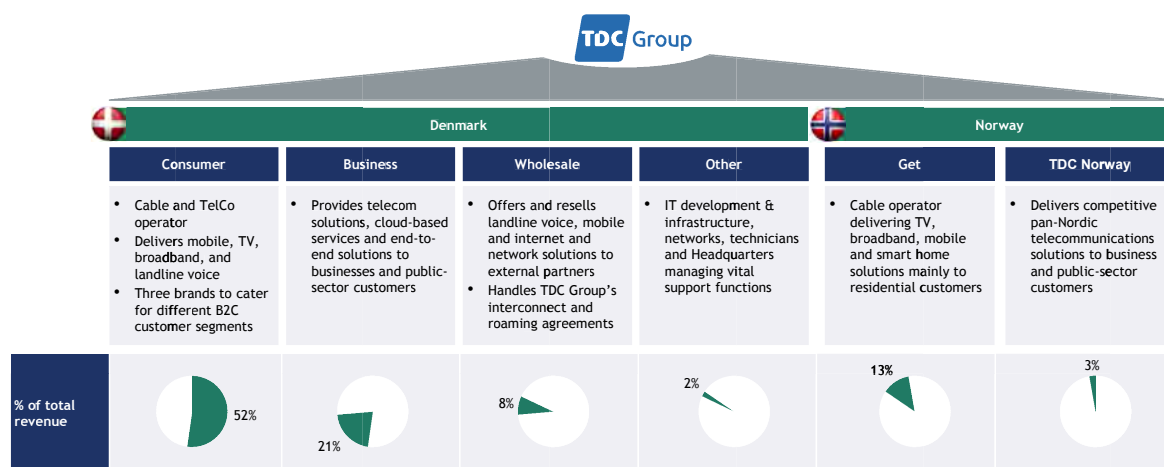 TDC Group
Denmark
Norway
Consumer
Business
Wholesale
Other
Get
TDC Norway
• Cable and TelCo
operator
• Delivers mobile, TV,
broadband, and
landline voice
• Three brands to cater
for different B2C
customer segments
• Provides telecom
solutions, cloud-based
services and end-to-
end solutions to
businesses and public-
sector customers
• Offers and resells
landline voice, mobile
and internet and
network solutions to
external partners
• Handles TDC Group's
interconnect and
roaming agreements
• IT development &
infrastructure,
networks, technicians
and Headquarters
managing vital
support functions
• Cable operator
delivering TV,
broadband, mobile
and smart home
solutions mainly to
residential customers
• Delivers competitive
pan-Nordic
telecommunications
solutions to business
and public-sector
customers
% of total
revenue
52%
21%
8%
2%
13%
3%